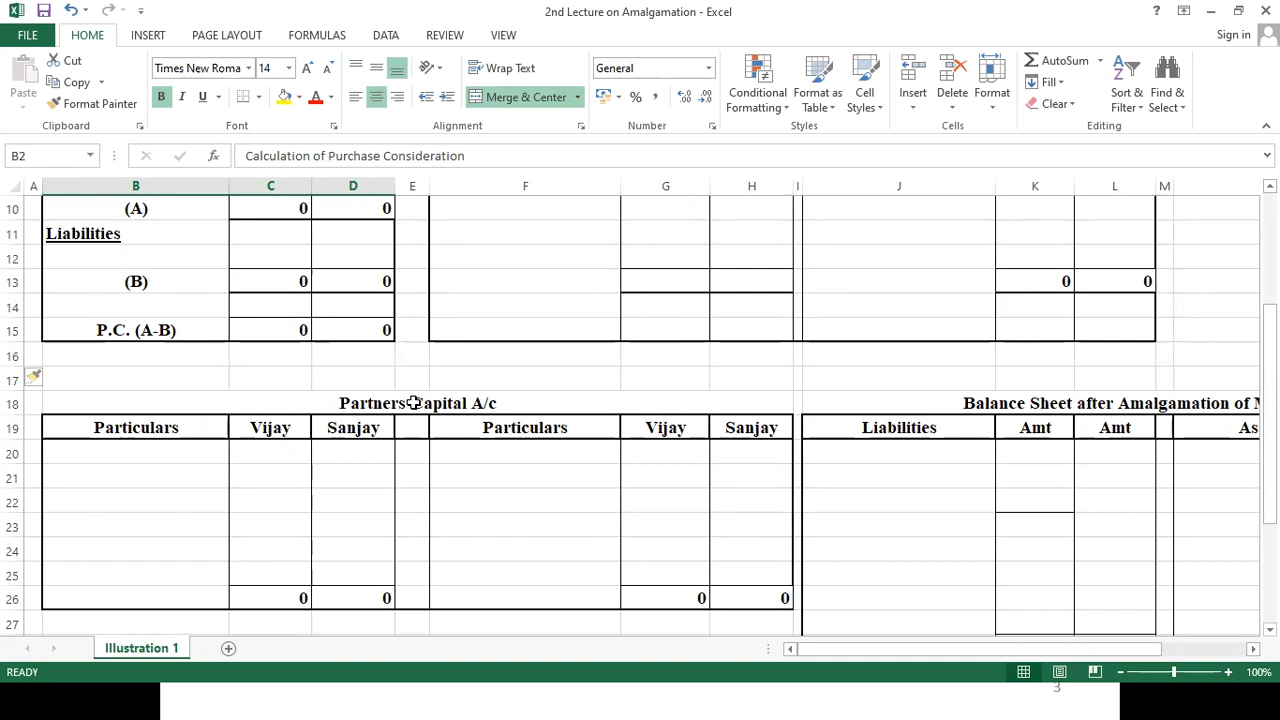 2nd Lecture on Amalgamation - Excel
?
FILE HOME INSERT PAGE LAYOUT FORMULAS DATA REVIEW VIEW Sign in
Paste Cut Copy Format Painter
Times New Roma 14 B I U A A A
Wrap Text Merge & Center
General % ,
Conditional Formatting Format as Table Cell Styles
Insert Delete Format
AutoSum Fill Clear Sort & Filter Find & Select
Clipboard Font Alignment Number Styles Cells Editing
B2 fx Calculation of Purchase Consideration
A B C D E F G H I J K L M
10 (A) 0 0
11 Liabilities
12
13 (B) 0 0 0 0
14
15 P.C. (A-B) 0 0
16
17
18 Partners Capital A/c Balance Sheet after Amalgamation of M
19 Particulars Vijay Sanjay Particulars Vijay Sanjay Liabilities Amt Amt As
20
21
22
23
24
25
26 0 0 0 0
27
Illustration 1
READY 100%
3